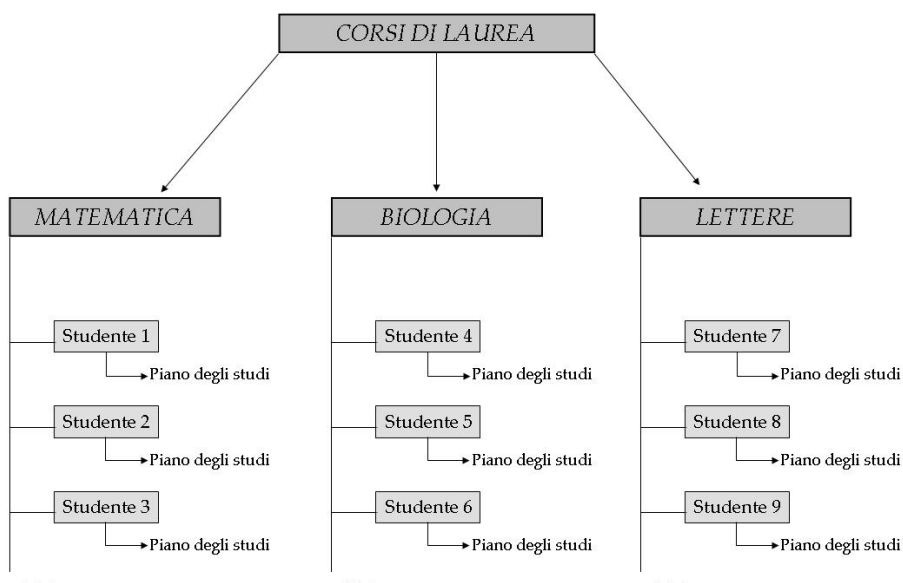 CORSI DI LAUREA
MATEMATICA
BIOLOGIA
LETTERE
Studente 1
Piano degli studi
Studente 2
Piano degli studi
Studente 3
Piano degli studi
Studente 4
Piano degli studi
Studente 5
Piano degli studi
Studente 6
Piano degli studi
Studente 7
Piano degli studi
Studente 8
Piano degli studi
Studente 9
Piano degli studi